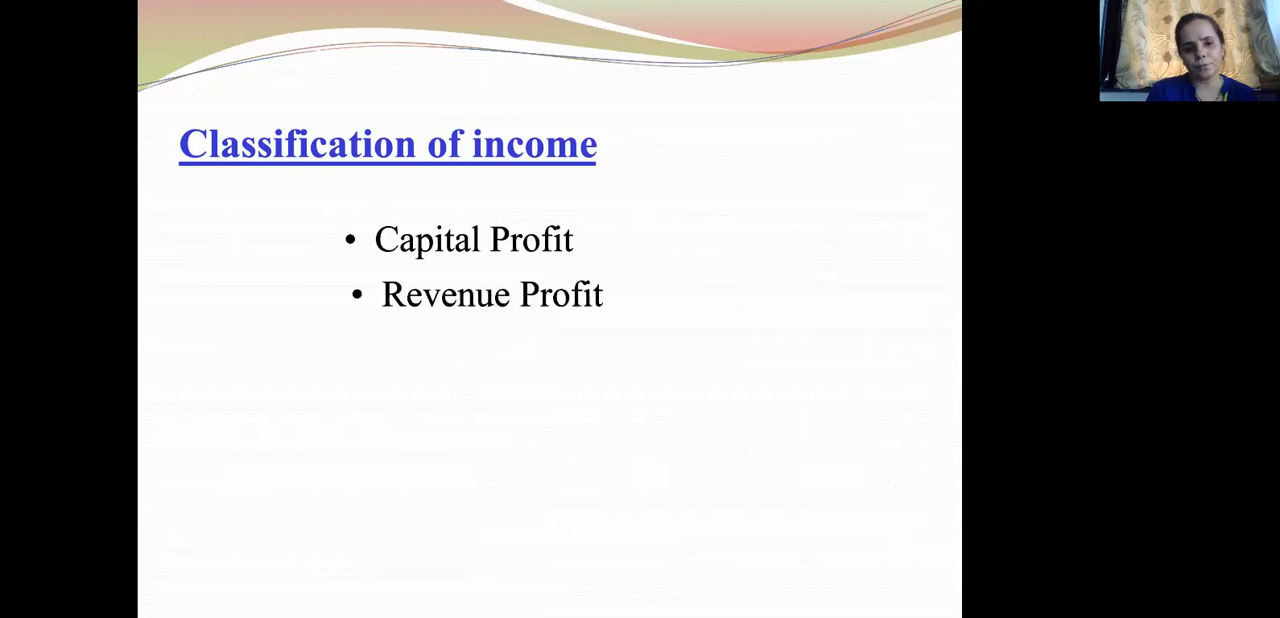 Classification of income
• Capital Profit
• Revenue Profit